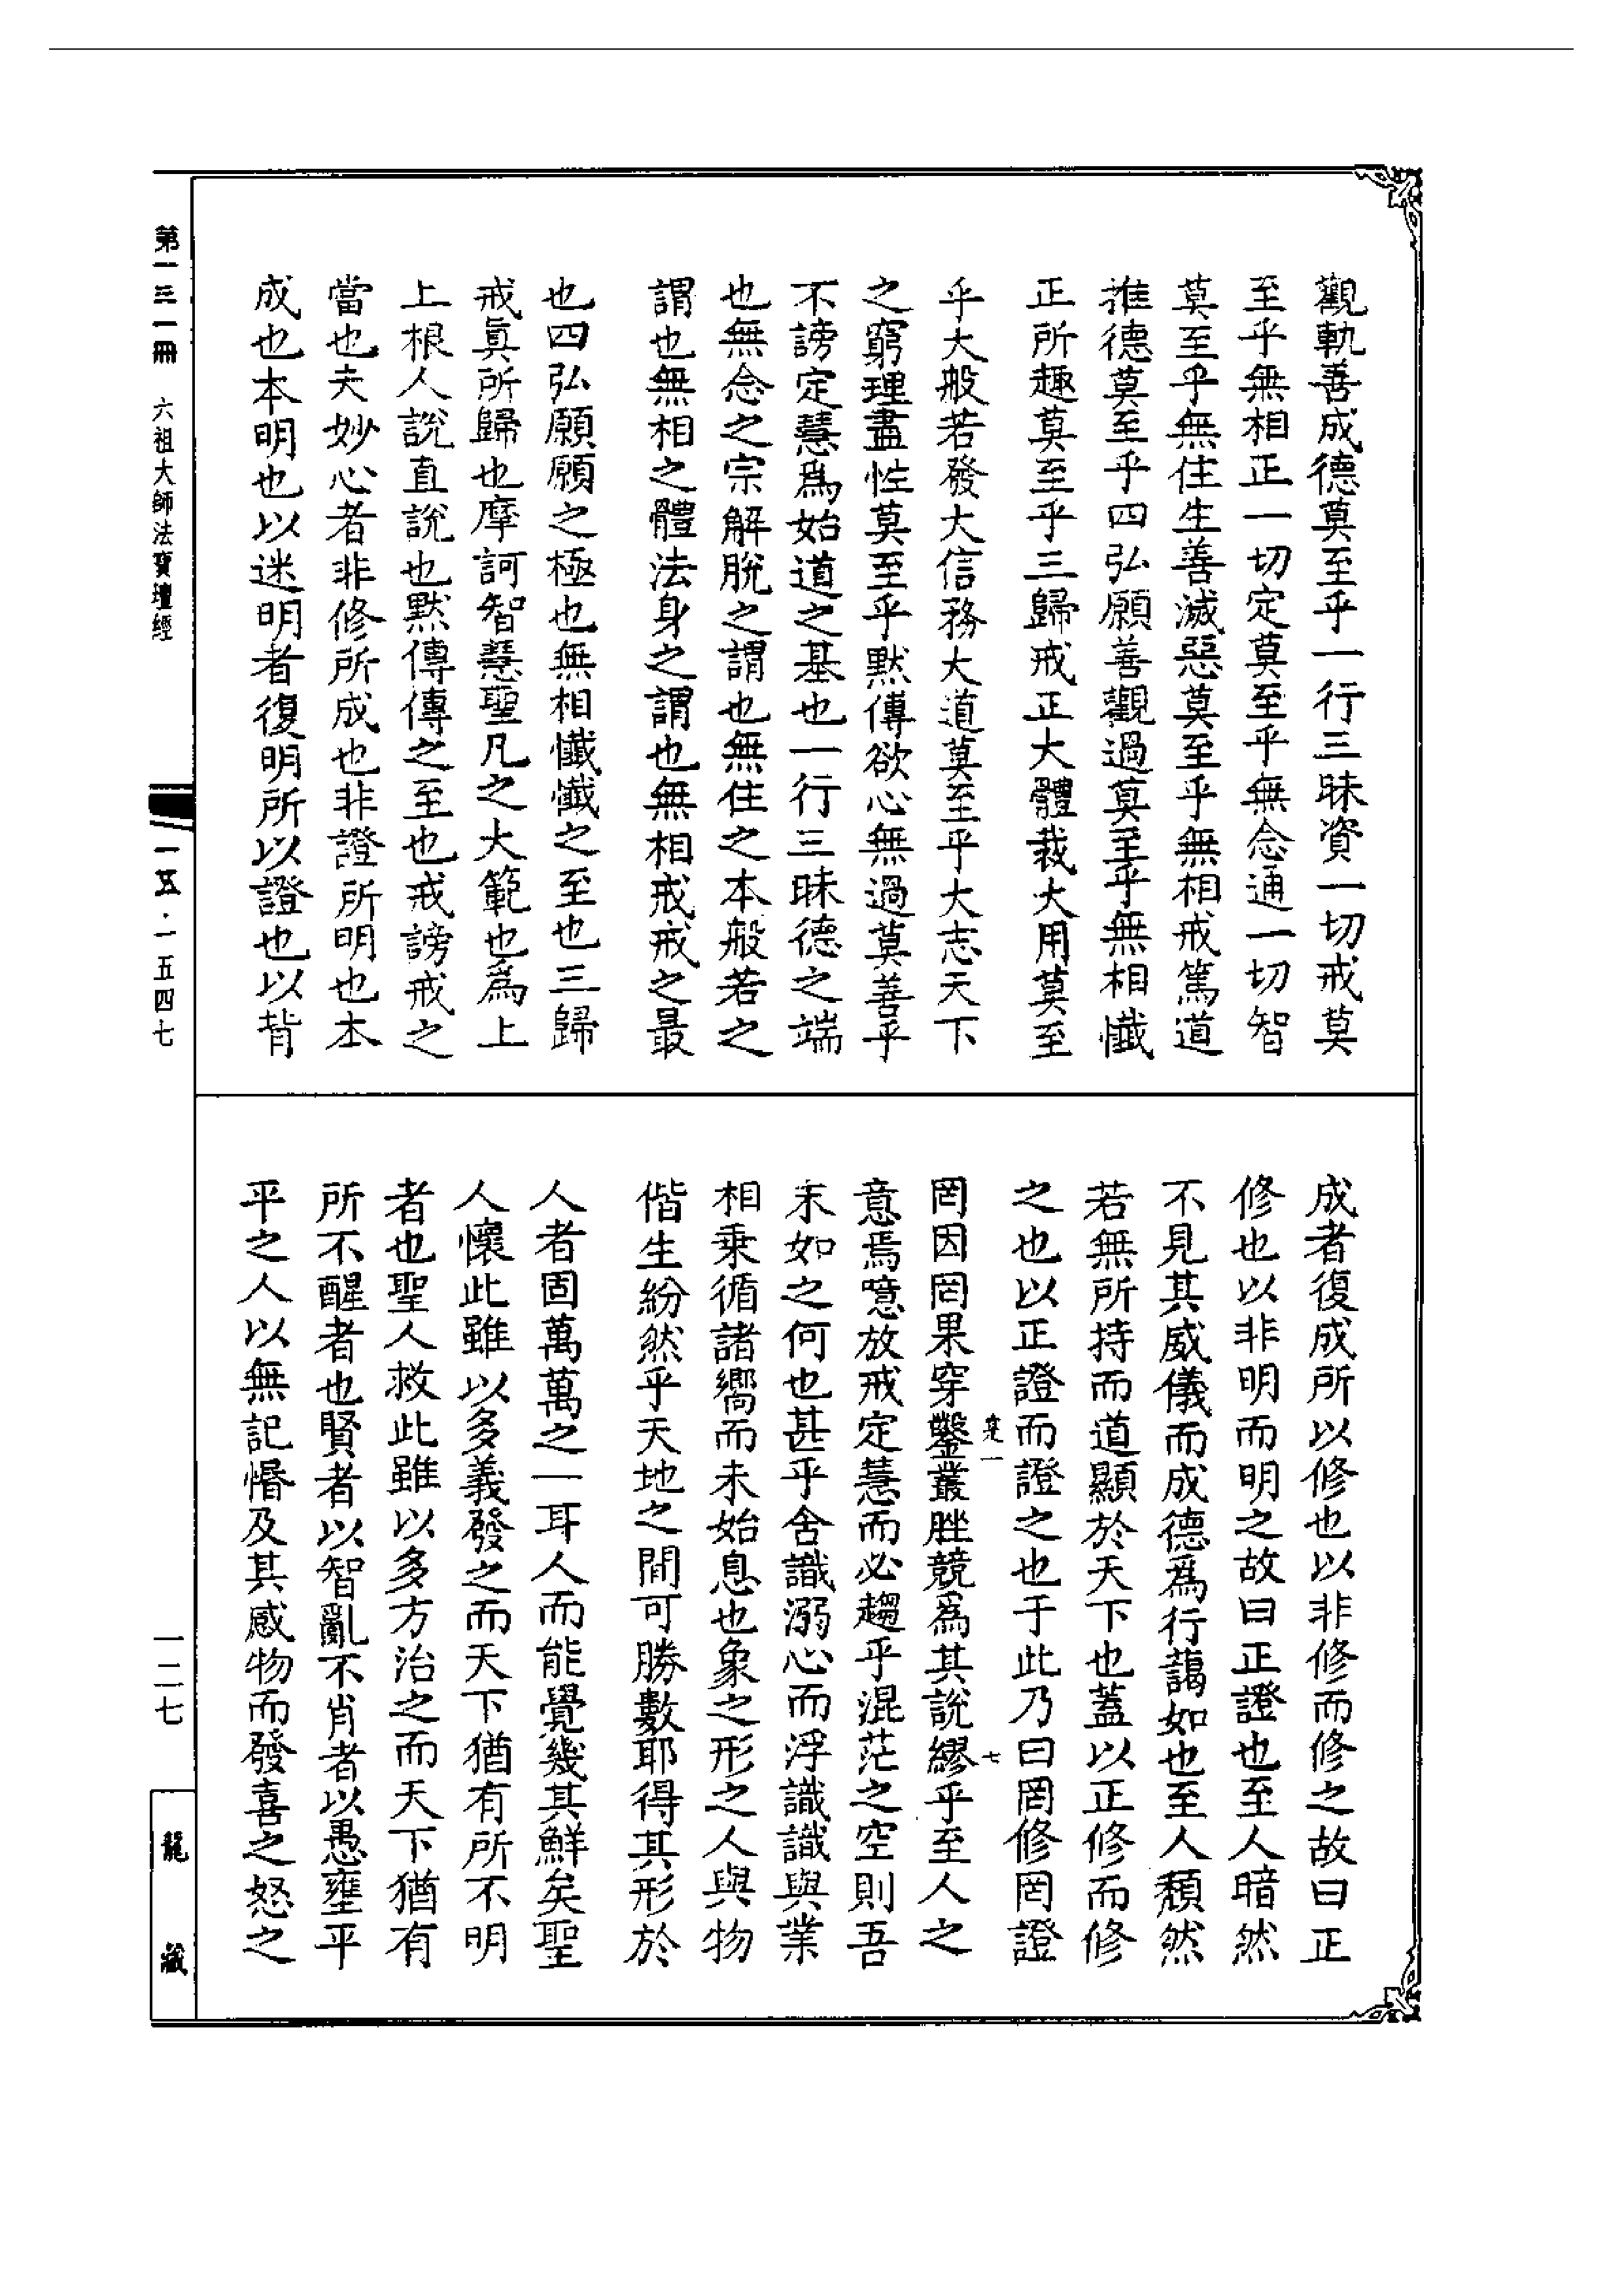 觀軌善成德莫至乎一行三昧資一切戒莫
至乎無相正一切定莫至乎無念通一切智
莫至乎無住生善滅惡莫至乎無相戒篤道
推德莫至乎四弘願善觀過莫至乎無相懺
正所趣莫至乎三歸戒正大體裁大用莫至
乎大般若發大信務大道莫至乎大志天下
之窮理盡性莫至乎默傳欲心無過莫善乎
不謗定慧爲始道之基也一行三昧德之端
也無念之宗解脫之謂也無住之本般若之
謂也無相之體法身之謂也無相戒戒之最
也四弘願願之極也無相懺懺之至也三歸
戒眞所歸也摩訶智慧聖凡之大範也爲上
上根人說直說也默傳傳之至也戒謗戒之
當也夫妙心者非修所成也非證所明也本
成也本明也以迷明者復明所以證也以背
成者復成所以修也以非修而修之故曰正
修也以非明而明之故曰正證也至人暗然
不見其威儀而成德爲行藹如也至人頹然
若無所持而道顯於天下也蓋以正修而修
之也以正證而證之也于此乃曰罔修罔證
罔因罔果穿鑿叢脞競爲其說繆乎至人之
意焉噫放戒定慧而必趨乎混茫之空則吾
末如之何也甚乎舍識溺心而浮識識與業
相乘循諸嚮而未始息也象之形之人與物
偕生紛然乎天地之間可勝數耶得其形於
人者固萬萬之一耳人而能覺幾其鮮矣聖
人懷此雖以多義發之而天下猶有所不明
者也聖人救此雖以多方治之而天下猶有
所不醒者也賢者以智亂不肖者以愚壅平
平之人以無記惛及其感物而發喜之怒之
第一三一冊
六祖大師法寶壇經
一五·一五四七
一二七
龍藏